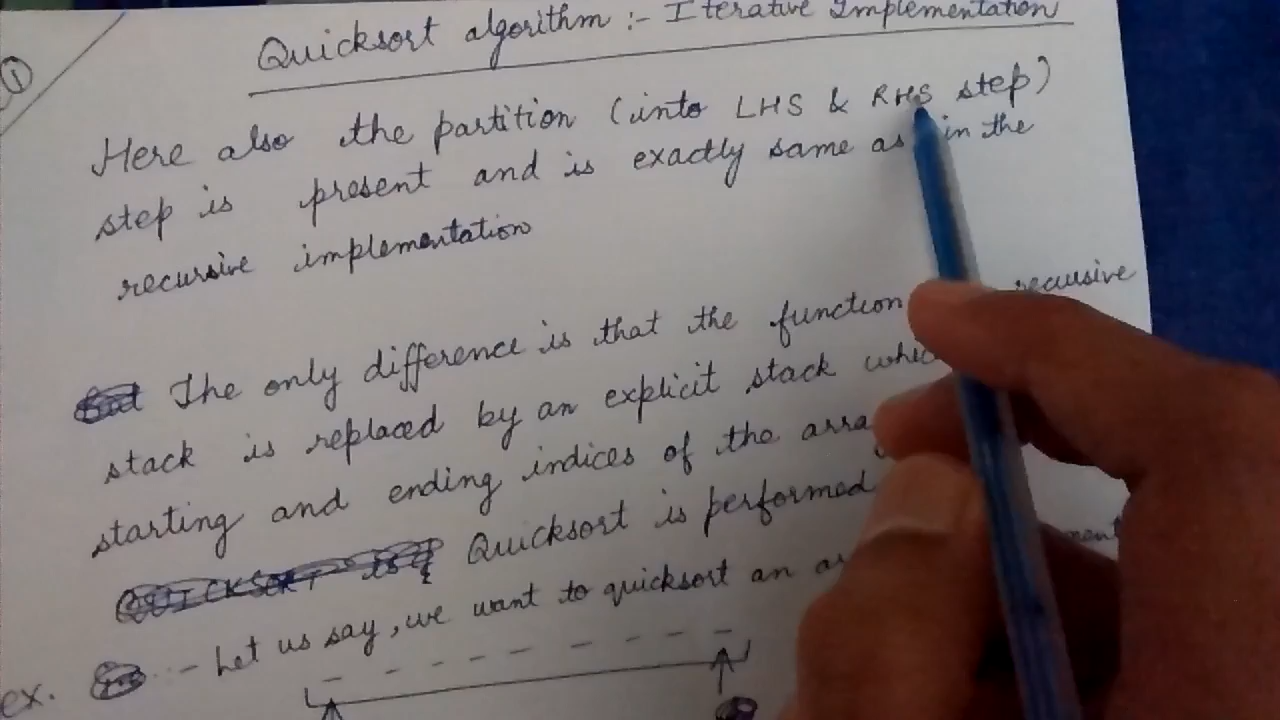 ①
Quicksort algorithm :- Iterative Implementation
Here also the partition (into LHS & RHS step)
step is present and is exactly same as in the
recursive implementation
The only difference is that the function recursive
stack is replaced by an explicit stack
starting and ending indices of the
Quicksort is performed
ex. :- Let us say, we want to quicksort an